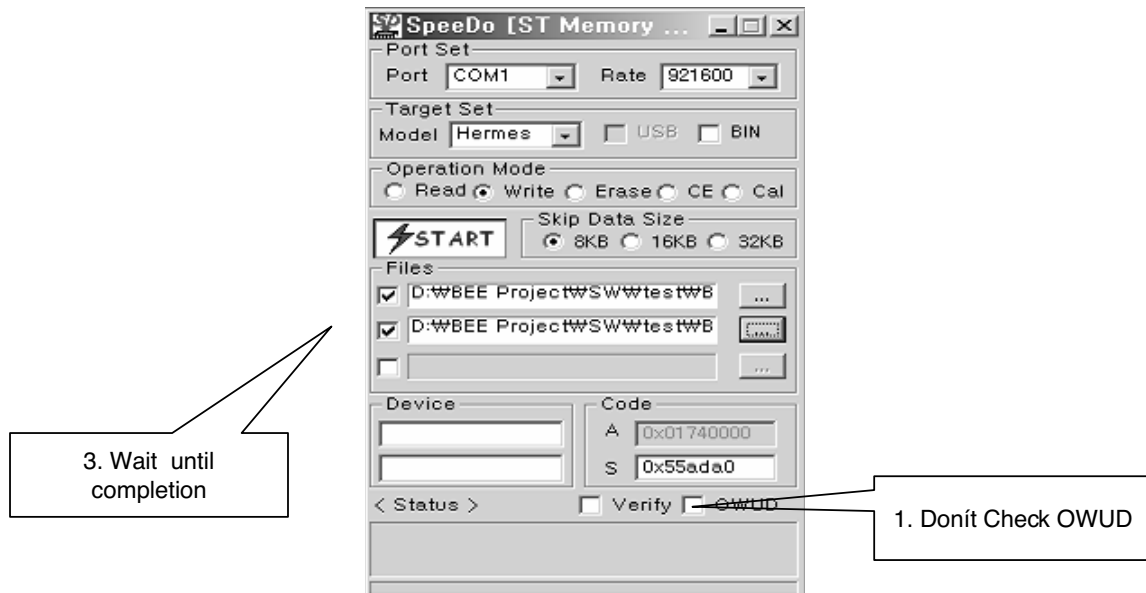 SpeeDo [ST Memory ...
Port Set
Port COM1 Rate 921600
Target Set
Model Hermes USB BIN
Operation Mode
Read Write Erase CE Cal
START
Skip Data Size
8KB 16KB 32KB
Files
D:₩BEE Project₩SW₩test₩B ...
D:₩BEE Project₩SW₩test₩B ...
...
Device
Code
A 0x01740000
S 0x55ada0
< Status > Verify OWUD
3. Wait until
completion
1. Donít Check OWUD